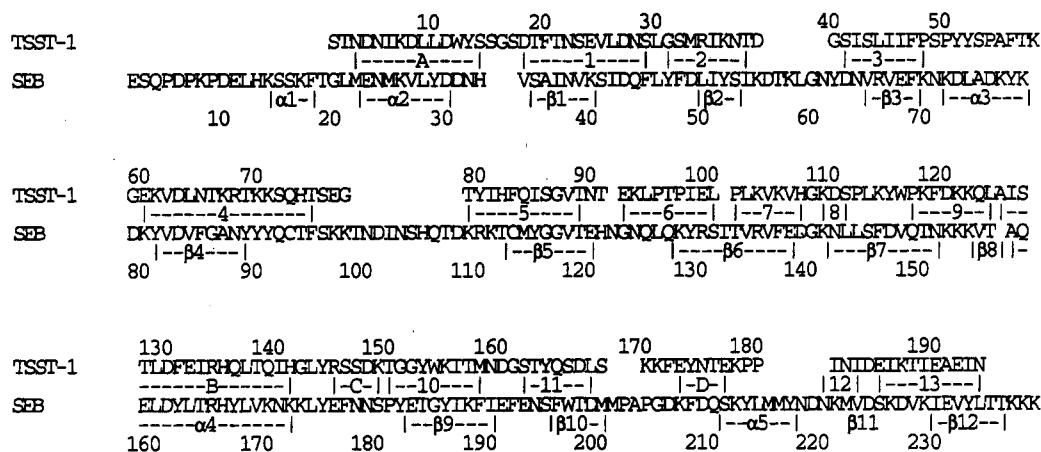 10 20 30 40 50
TSST-1 STNDNIKDLLDWYSSGSDTFTNSEVLDNSLGSMRIKNTD GSISLIIFPSPYYSPAFTK
|-----A----| |-----1----| |---2---| |--3---|
SEB ESQPDPKPDELHKSSKFTGLMENMKVLYDDNH VSAINVKSIDQFLYFDLIYSIKDTKLGNYDNVRVEFKNKDLADKYK
|α1-| |--α2---| |-β1--| |β2-| |-β3-| |--α3---|
10 20 30 40 50 60 70
60 70 80 90 100 110 120
TSST-1 GEKVDLNTKRTKKSQHTSEG TYIHFQISGVTNT EKLPTPIEL PLKVKVHGKDSPLKYWPKFDKKQLAIS
|-------4-------| |----5----| |---6---| |--7--| |8| |---9---| |--
SEB DKYVDVFGANYYYQCTFSKKTNDINSHQTDKRKTCMYGGVTEHNGNQLQKYRSITVRVFEDGKNLLSFDVQTNKKKVT AQ
|--β4---| |--β5---| |----β6----| |---β7----| |β8| |-
80 90 100 110 120 130 140 150
130 140 150 160 170 180 190
TSST-1 TLDFEIRHQLTQIHGLYRSSDKTGGYWKITMNDGSTYQSDLS KKFEYNTEKPP INIDEIKTIEAEIN
-------B------| |-C-| |--10---| |-11--| |-D-| |12| |---13---|
SEB ELDYLTRHYLVKNKKLYEFNNSPYETGYIKFIEFENSFWIDMMPAPGDKFDQSKYLMMYNDNKMVDSKDVKIEVYLTTKKK
------α4-----| |--β9---| |β10-| |--α5---| β11 |-β12--|
160 170 180 190 200 210 220 230